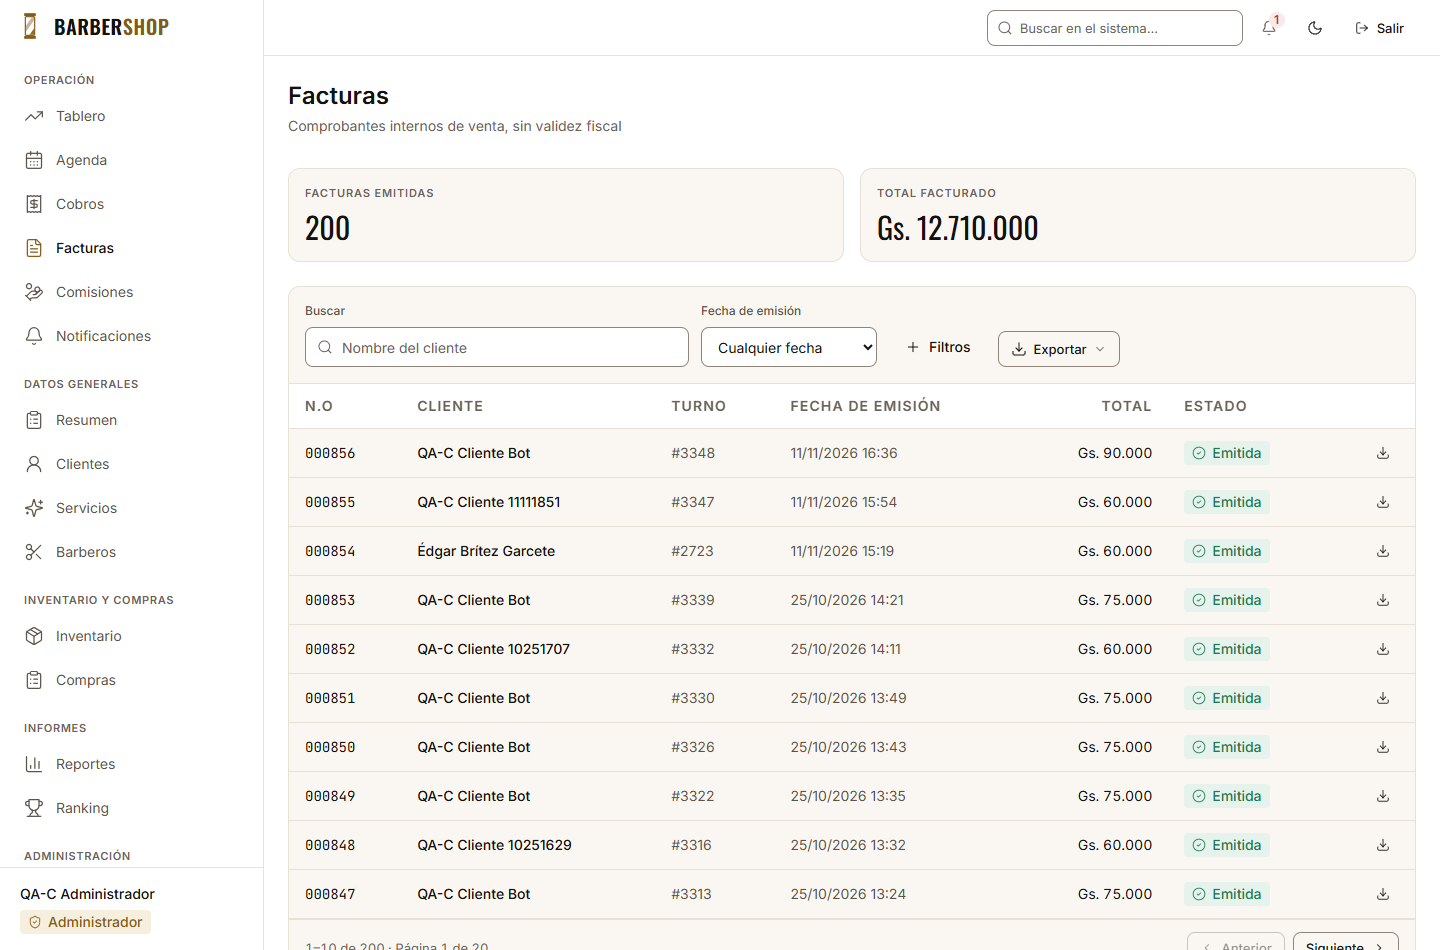 BARBERSHOP
Buscar en el sistema...
1
Salir
OPERACIÓN
Tablero
Agenda
Cobros
Facturas
Comisiones
Notificaciones
DATOS GENERALES
Resumen
Clientes
Servicios
Barberos
INVENTARIO Y COMPRAS
Inventario
Compras
INFORMES
Reportes
Ranking
ADMINISTRACIÓN
QA-C Administrador
Administrador
Facturas
Comprobantes internos de venta, sin validez fiscal
FACTURAS EMITIDAS
200
TOTAL FACTURADO
Gs. 12.710.000
Buscar
Nombre del cliente
Fecha de emisión
Cualquier fecha
Filtros
Exportar
N.O CLIENTE TURNO FECHA DE EMISIÓN TOTAL ESTADO
000856 QA-C Cliente Bot #3348 11/11/2026 16:36 Gs. 90.000 Emitida
000855 QA-C Cliente 11111851 #3347 11/11/2026 15:54 Gs. 60.000 Emitida
000854 Édgar Brítez Garcete #2723 11/11/2026 15:19 Gs. 60.000 Emitida
000853 QA-C Cliente Bot #3339 25/10/2026 14:21 Gs. 75.000 Emitida
000852 QA-C Cliente 10251707 #3332 25/10/2026 14:11 Gs. 60.000 Emitida
000851 QA-C Cliente Bot #3330 25/10/2026 13:49 Gs. 75.000 Emitida
000850 QA-C Cliente Bot #3326 25/10/2026 13:43 Gs. 75.000 Emitida
000849 QA-C Cliente Bot #3322 25/10/2026 13:35 Gs. 75.000 Emitida
000848 QA-C Cliente 10251629 #3316 25/10/2026 13:32 Gs. 60.000 Emitida
000847 QA-C Cliente Bot #3313 25/10/2026 13:24 Gs. 75.000 Emitida
1–10 de 200 · Página 1 de 20
Anterior
Siguiente